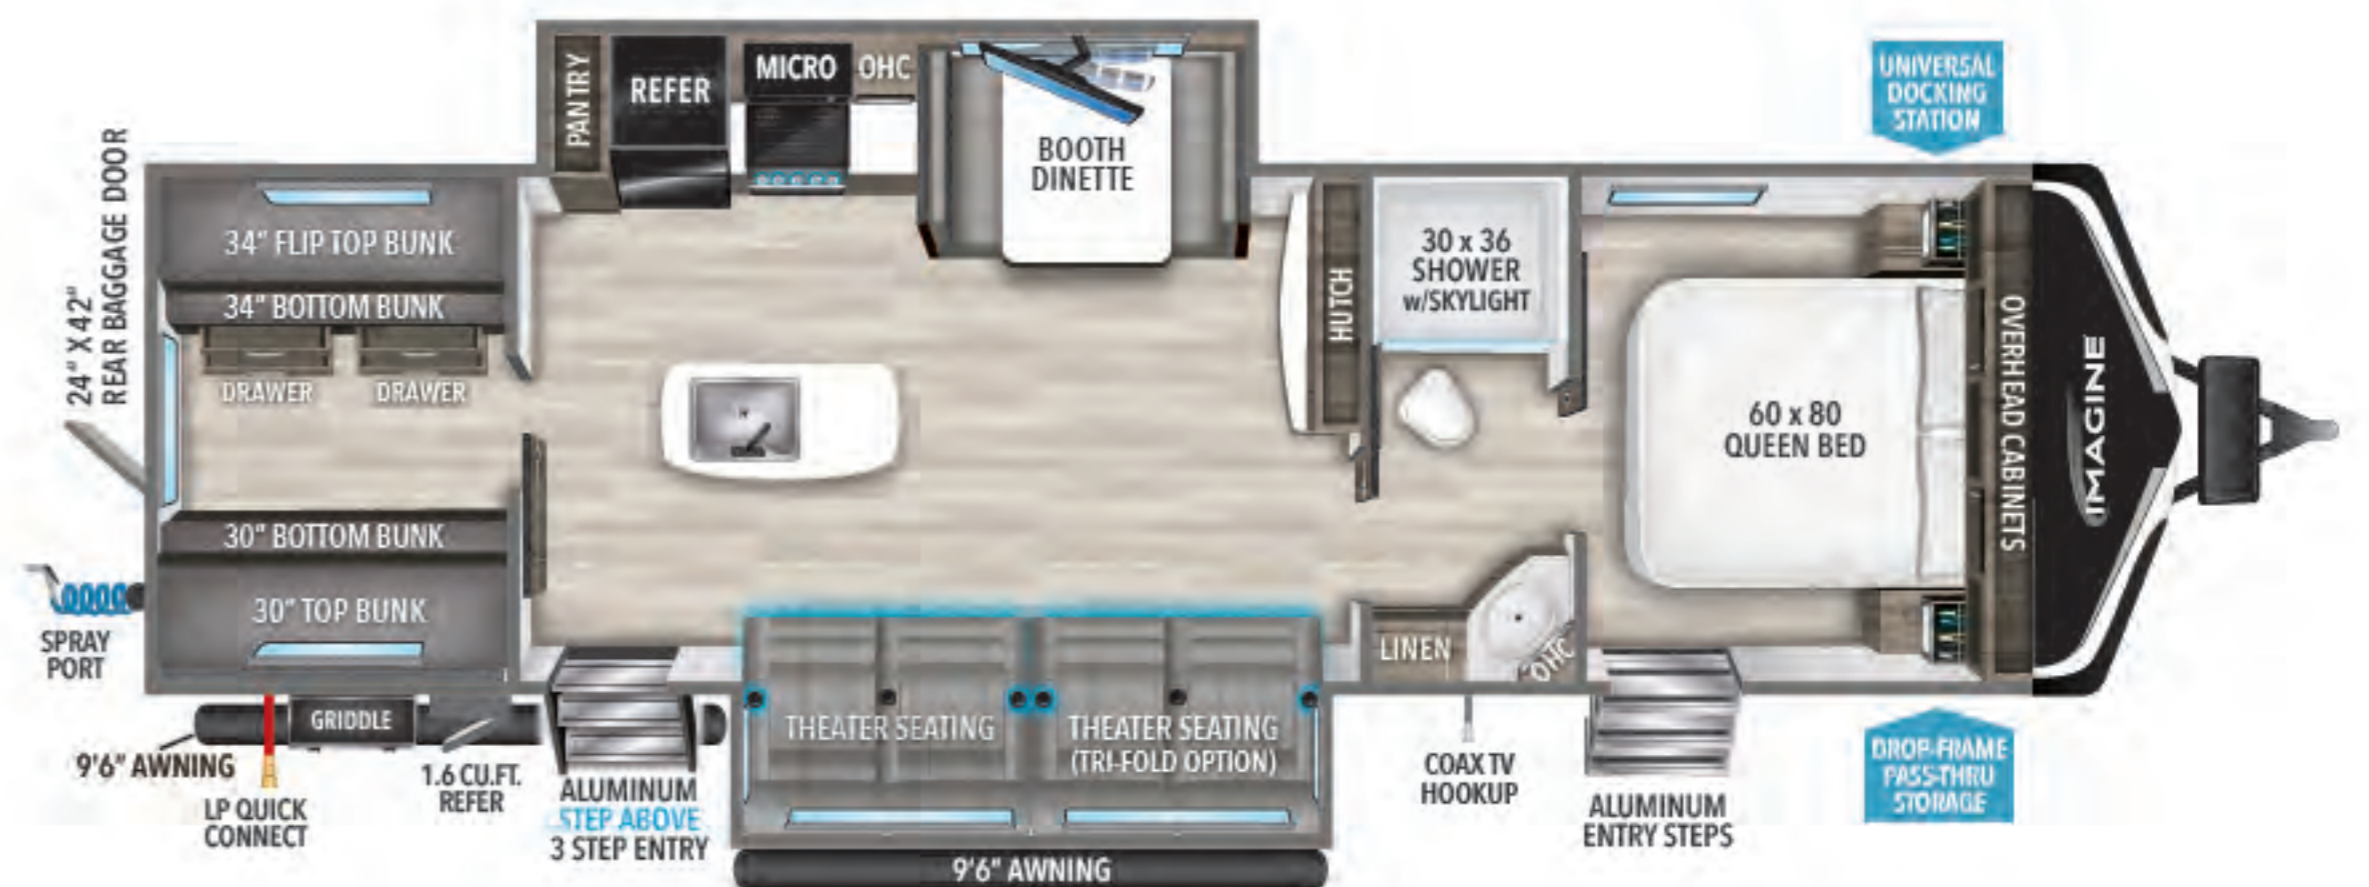 PANTRY
REFER
MICRO
OHC
BOOTH
DINETTE
UNIVERSAL
DOCKING
STATION
24" X 42"
REAR BAGGAGE DOOR
34" FLIP TOP BUNK
34" BOTTOM BUNK
DRAWER
DRAWER
HUTCH
30 x 36
SHOWER
w/SKYLIGHT
60 x 80
QUEEN BED
OVERHEAD CABINETS
IMAGINE
30" BOTTOM BUNK
30" TOP BUNK
SPRAY
PORT
LINEN
OHC
THEATER SEATING
THEATER SEATING
(TRI-FOLD OPTION)
GRIDDLE
9'6" AWNING
LP QUICK
CONNECT
1.6 CU.FT.
REFER
ALUMINUM
STEP ABOVE
3 STEP ENTRY
COAX TV
HOOKUP
ALUMINUM
ENTRY STEPS
DROP-FRAME
PASS-THRU
STORAGE
9'6" AWNING